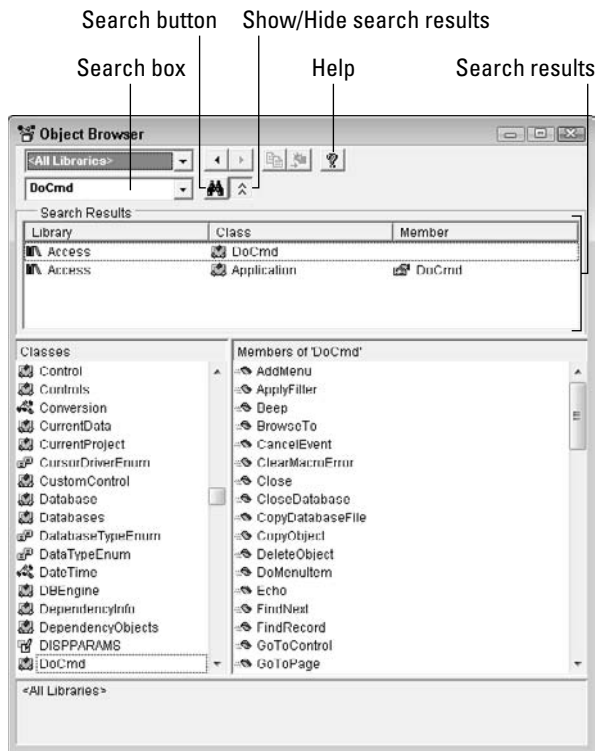 Search button Show/Hide search results
Search box Help Search results
Object Browser
<All Libraries>
DoCmd
Search Results
Library Class Member
Access DoCmd
Access Application DoCmd
Classes Members of 'DoCmd'
Control AddMenu
Controls ApplyFilter
Conversion Beep
CurrentData BrowseTo
CurrentProject CancelEvent
CursorDriverEnum ClearMacroError
CustomControl Close
Database CloseDatabase
Databases CopyDatabaseFile
DatabaseTypeEnum CopyObject
DataTypeEnum DeleteObject
DateTime DoMenuItem
DBEngine Echo
DependencyInfo FindNext
DependencyObjects FindRecord
DISPPARAMS GoToControl
DoCmd GoToPage
<All Libraries>